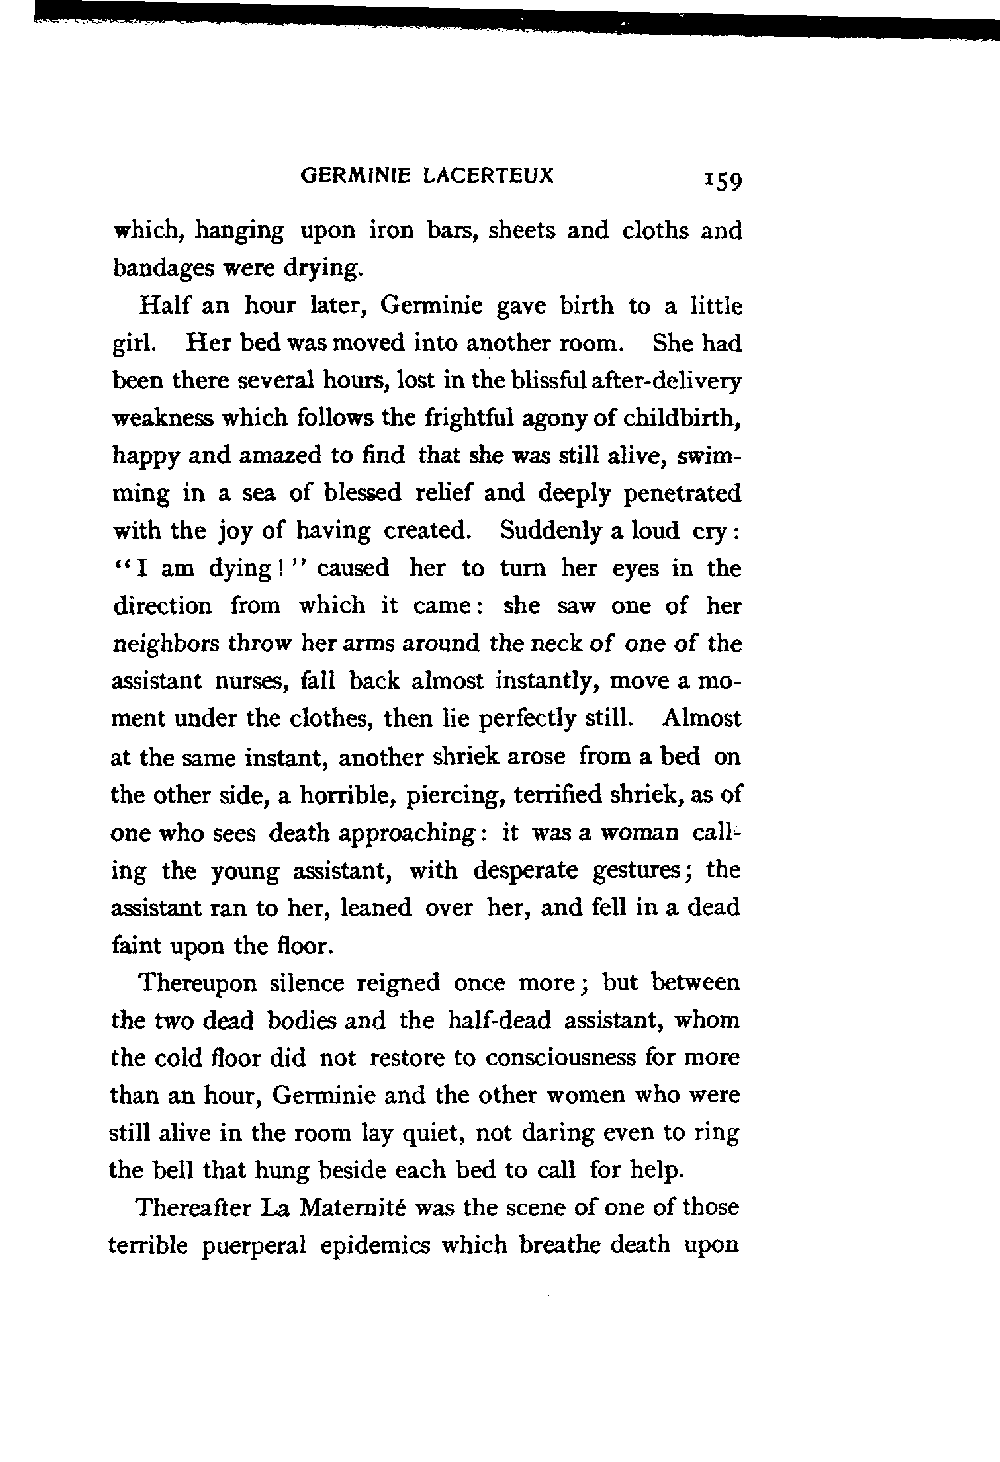 GERMINIE LACERTEUX 159
which, hanging upon iron bars, sheets and cloths and
bandages were drying.
Half an hour later, Germinie gave birth to a little
girl. Her bed was moved into another room. She had
been there several hours, lost in the blissful after-delivery
weakness which follows the frightful agony of childbirth,
happy and amazed to find that she was still alive, swim-
ming in a sea of blessed relief and deeply penetrated
with the joy of having created. Suddenly a loud cry:
“I am dying!” caused her to turn her eyes in the
direction from which it came: she saw one of her
neighbors throw her arms around the neck of one of the
assistant nurses, fall back almost instantly, move a mo-
ment under the clothes, then lie perfectly still. Almost
at the same instant, another shriek arose from a bed on
the other side, a horrible, piercing, terrified shriek, as of
one who sees death approaching: it was a woman call-
ing the young assistant, with desperate gestures; the
assistant ran to her, leaned over her, and fell in a dead
faint upon the floor.
Thereupon silence reigned once more; but between
the two dead bodies and the half-dead assistant, whom
the cold floor did not restore to consciousness for more
than an hour, Germinie and the other women who were
still alive in the room lay quiet, not daring even to ring
the bell that hung beside each bed to call for help.
Thereafter La Maternité was the scene of one of those
terrible puerperal epidemics which breathe death upon